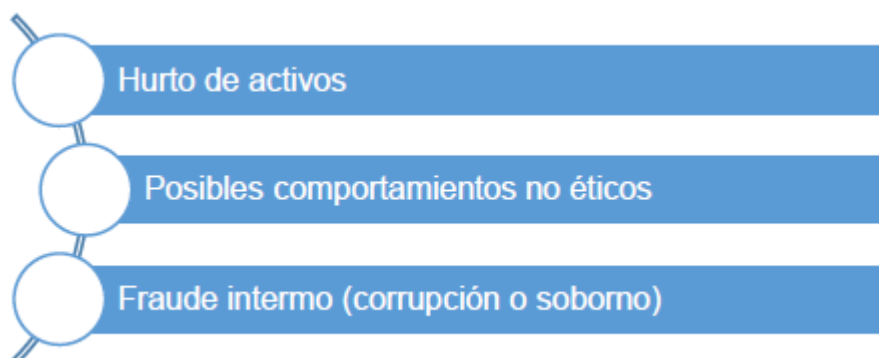 Hurto de activos
Posibles comportamientos no éticos
Fraude intermo (corrupción o soborno)